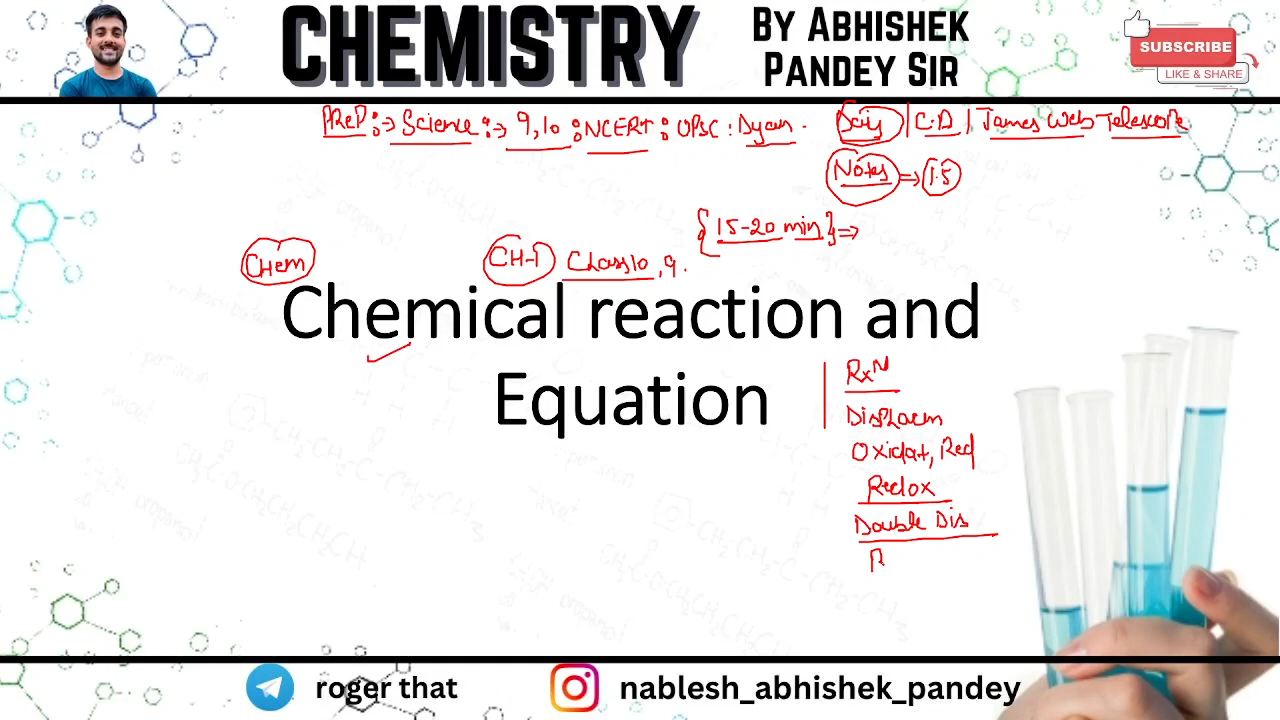 CHEMISTRY
BY ABHISHEK
PANDEY SIR
SUBSCRIBE
LIKE & SHARE
PREP :-> Science :-> 9,10 : NCERT : UPSC : Dyan. | C.A | James Web Telescope
Notes => 1.5
{15-20 min} =>
CHem
CH-1 Class10, 9.
Chemical reaction and
Equation
Rxᴺ
Displacem
Oxidat, Red
Redox
Double Dis
roger that
nablesh_abhishek_pandey